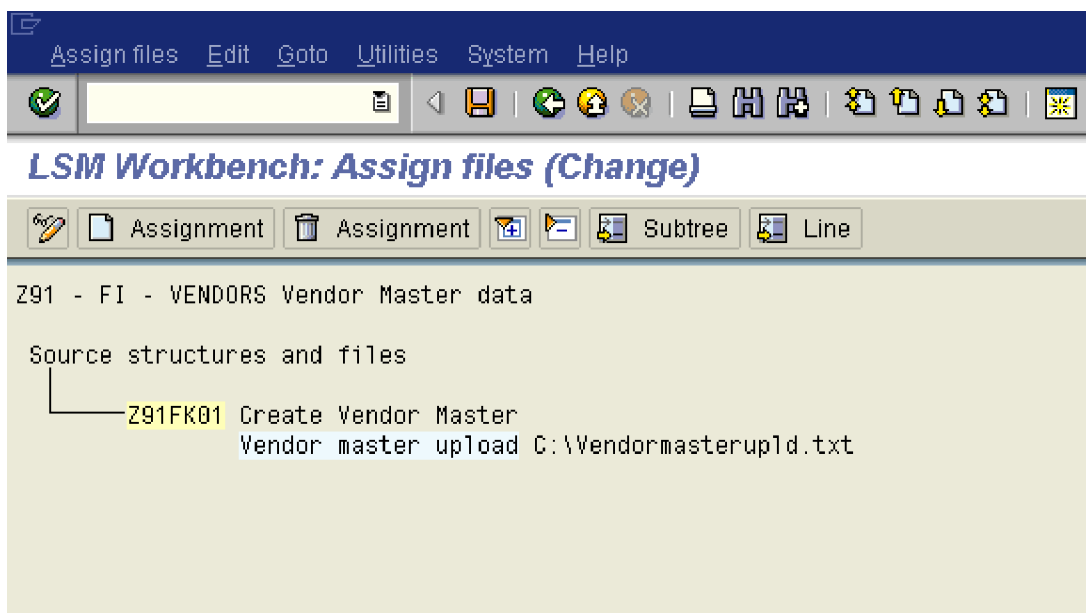 Assign files Edit Goto Utilities System Help
LSM Workbench: Assign files (Change)
Assignment Assignment Subtree Line
Z91 - FI - VENDORS Vendor Master data
Source structures and files
Z91FK01 Create Vendor Master
Vendor master upload C:\Vendormasterupld.txt